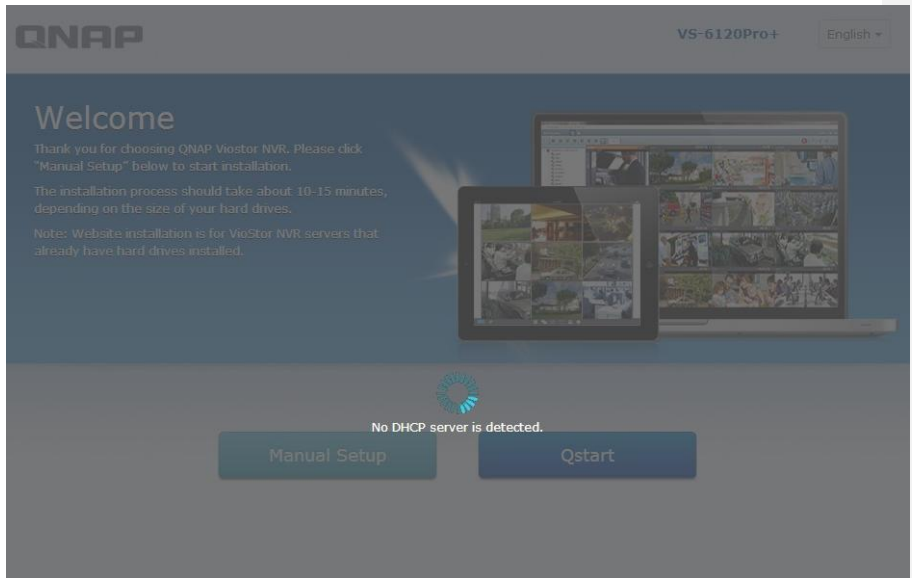 QNAP
VS-6120Pro+
English
Welcome
Thank you for choosing QNAP Viostor NVR. Please click
"Manual Setup" below to start installation.
The installation process should take about 10-15 minutes,
depending on the size of your hard drives.
Note: Website installation is for VioStor NVR servers that
already have hard drives installed.
No DHCP server is detected.
Manual Setup
Qstart